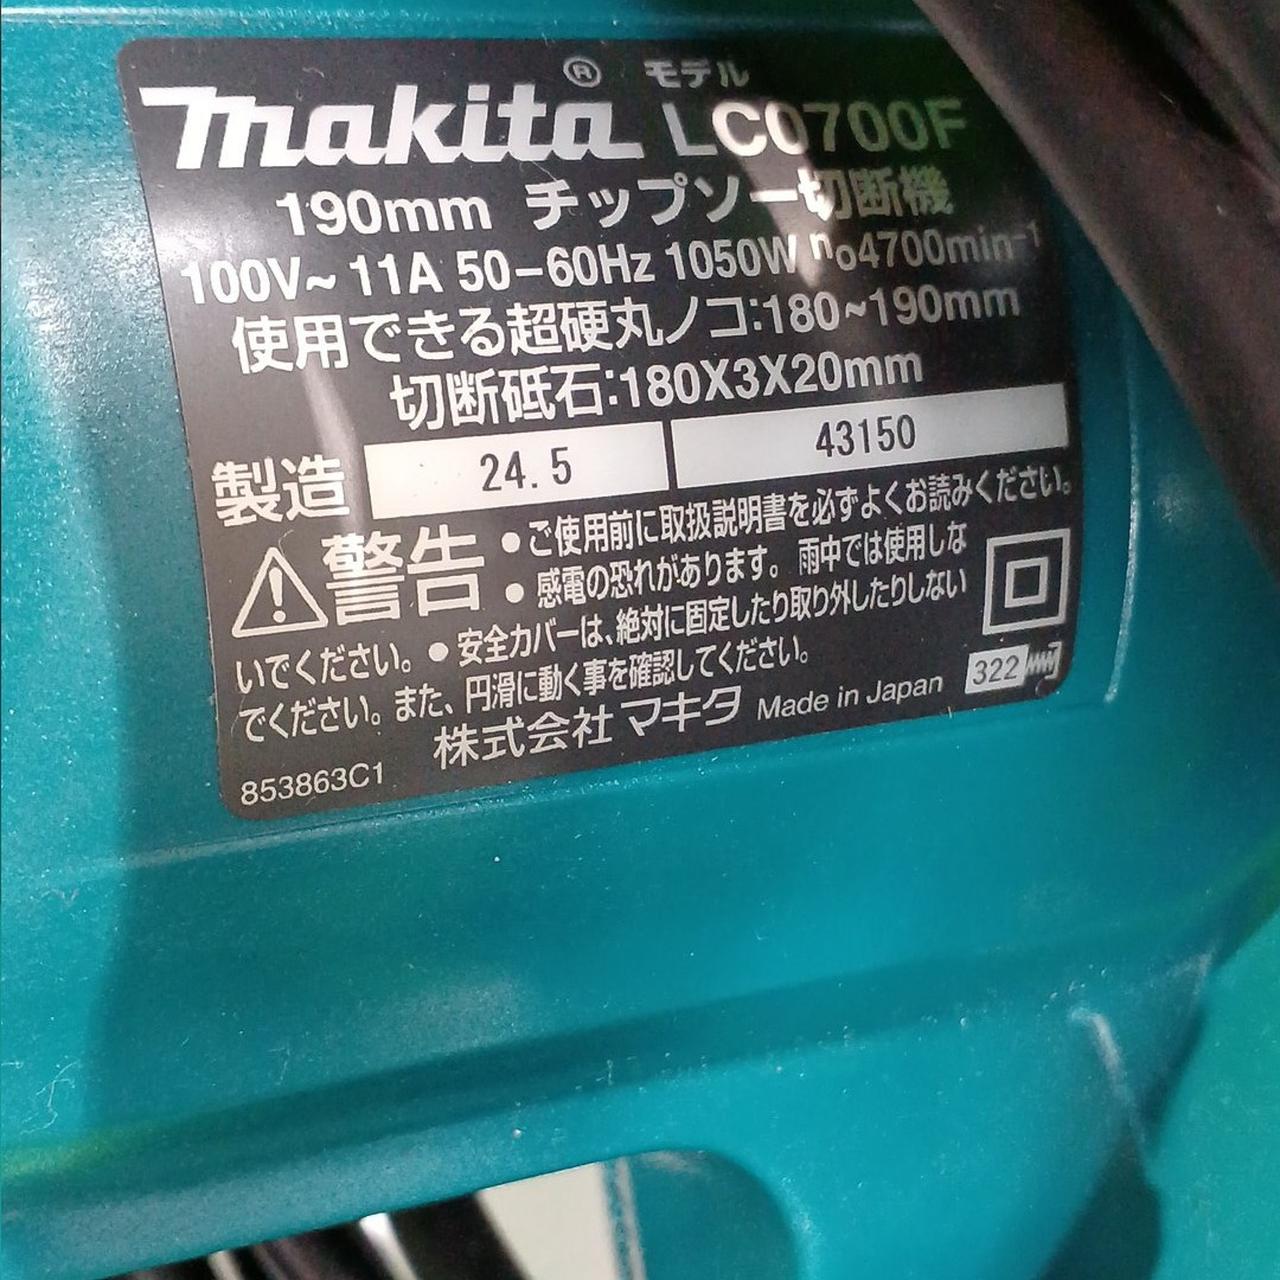 makita® モデル LC0700F
190mm チップソー切断機
100V~ 11A 50-60Hz 1050W n₀4700min⁻¹
使用できる超硬丸ノコ:180~190mm
切断砥石:180X3X20mm
製造 24.5 43150
警告 ●ご使用前に取扱説明書を必ずよくお読みください。
●感電の恐れがあります。雨中では使用しな
いでください。●安全カバーは、絶対に固定したり取り外したりしない
でください。また、円滑に動く事を確認してください。
株式会社マキタ Made in Japan 322
853863C1